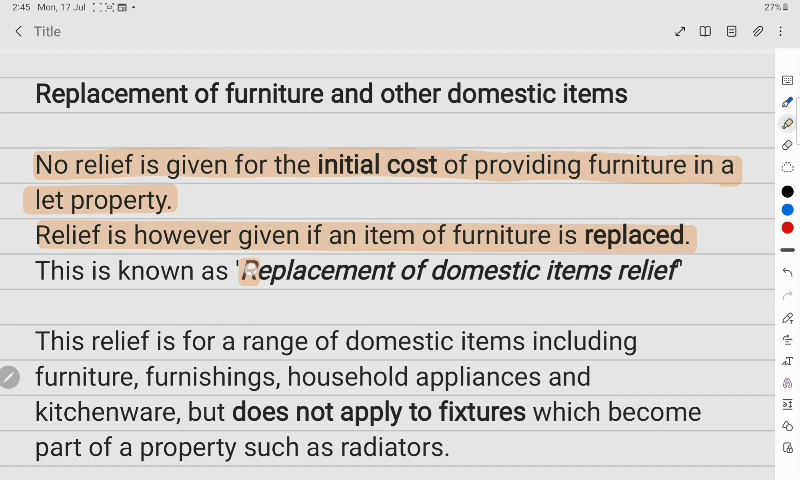 2:45 Mon, 17 Jul
27%
Title
Replacement of furniture and other domestic items
No relief is given for the initial cost of providing furniture in a
let property.
Relief is however given if an item of furniture is replaced.
This is known as 'Replacement of domestic items relief'
This relief is for a range of domestic items including
furniture, furnishings, household appliances and
kitchenware, but does not apply to fixtures which become
part of a property such as radiators.